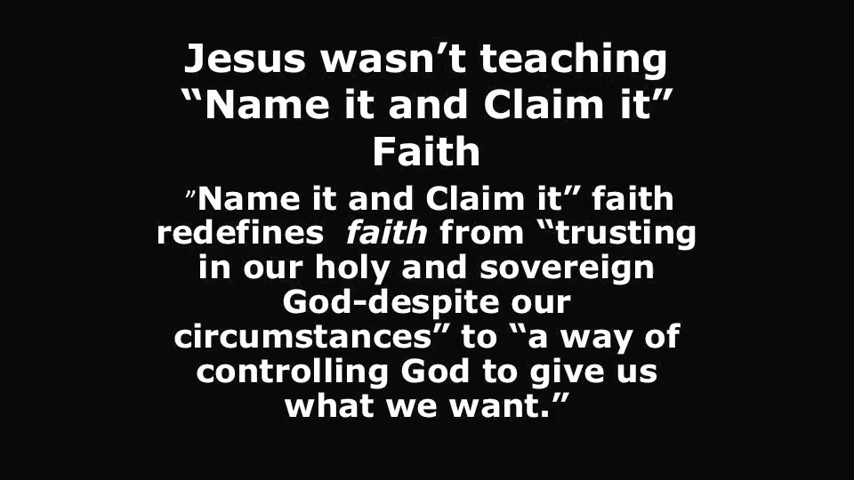 Jesus wasn’t teaching
“Name it and Claim it”
Faith
”Name it and Claim it” faith
redefines faith from “trusting
in our holy and sovereign
God-despite our
circumstances” to “a way of
controlling God to give us
what we want.”